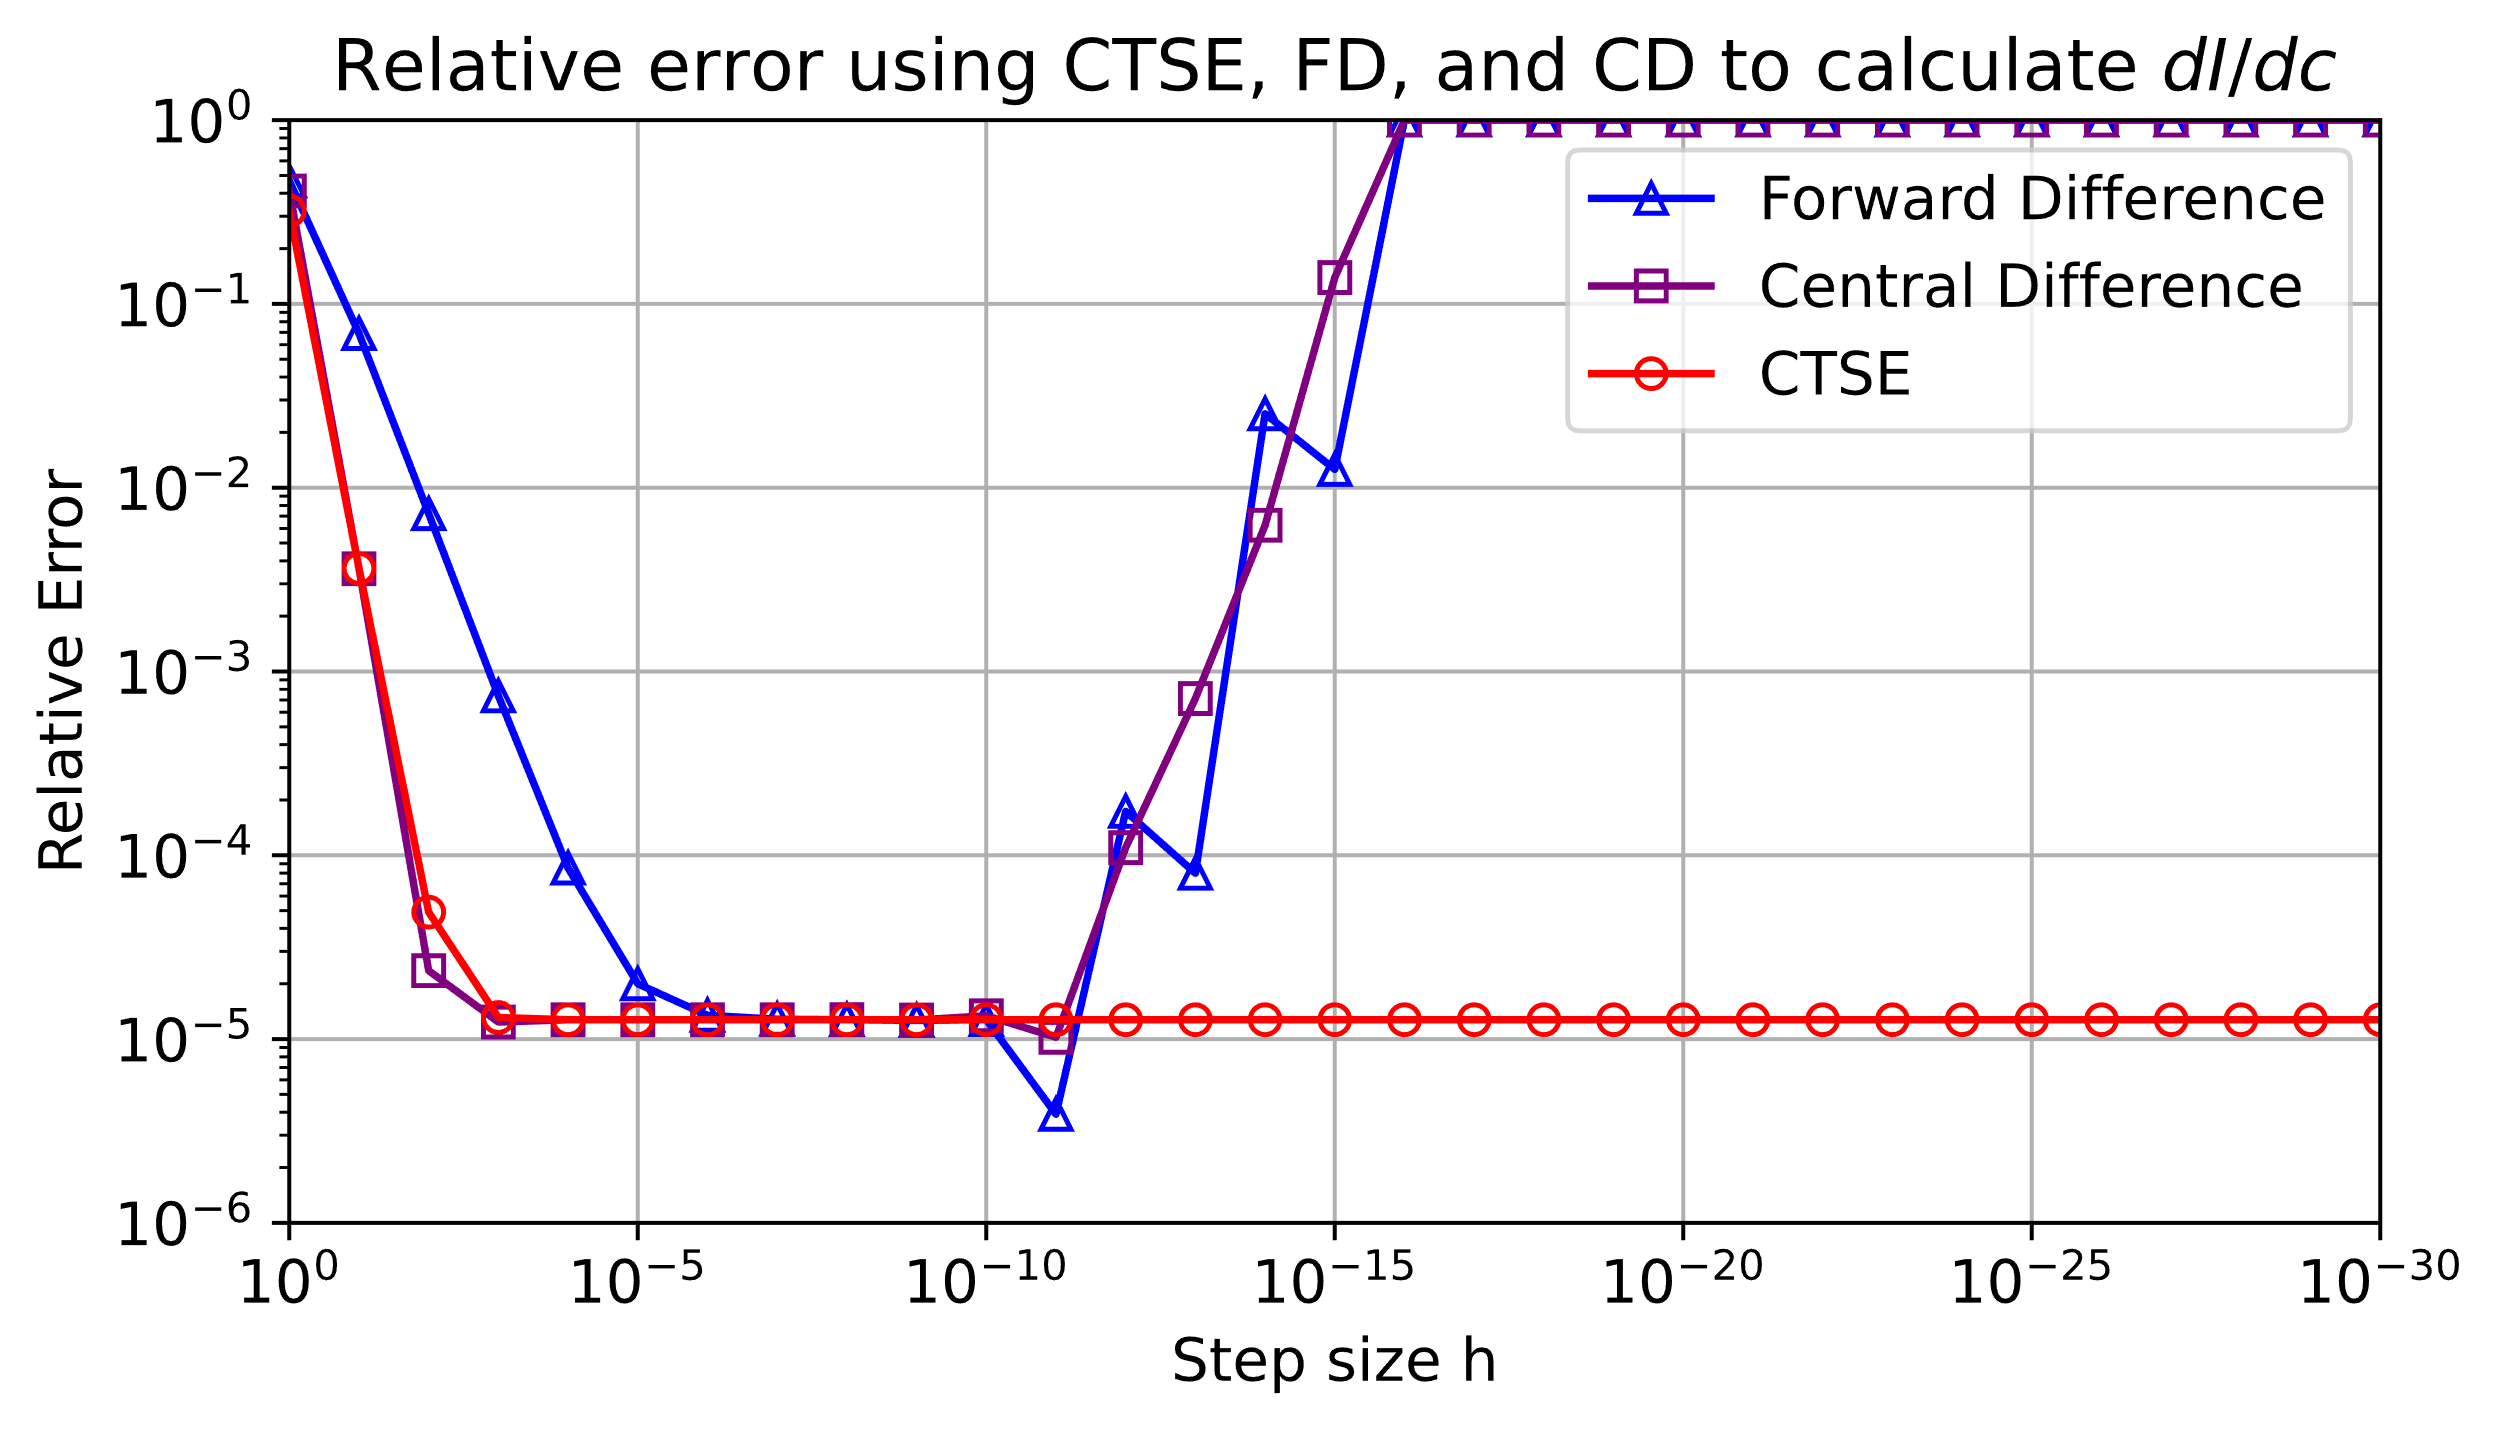 Relative error using CTSE, FD, and CD to calculate dI/dc
10⁰
10⁻¹
10⁻²
10⁻³
10⁻⁴
10⁻⁵
10⁻⁶
Relative Error
Forward Difference
Central Difference
CTSE
10⁰ 10⁻⁵ 10⁻¹⁰ 10⁻¹⁵ 10⁻²⁰ 10⁻²⁵ 10⁻³⁰
Step size h